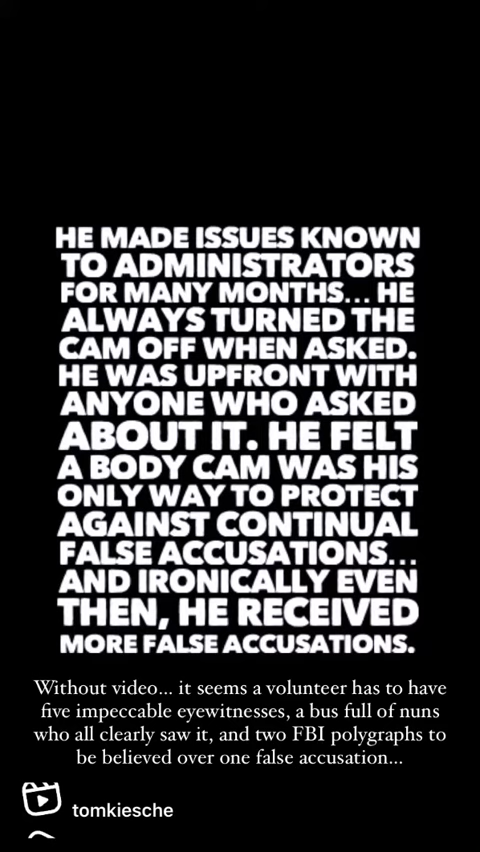 HE MADE ISSUES KNOWN
TO ADMINISTRATORS
FOR MANY MONTHS... HE
ALWAYS TURNED THE
CAM OFF WHEN ASKED.
HE WAS UPFRONT WITH
ANYONE WHO ASKED
ABOUT IT. HE FELT
A BODY CAM WAS HIS
ONLY WAY TO PROTECT
AGAINST CONTINUAL
FALSE ACCUSATIONS...
AND IRONICALLY EVEN
THEN, HE RECEIVED
MORE FALSE ACCUSATIONS.
Without video... it seems a volunteer has to have
five impeccable eyewitnesses, a bus full of nuns
who all clearly saw it, and two FBI polygraphs to
be believed over one false accusation...
tomkiesche